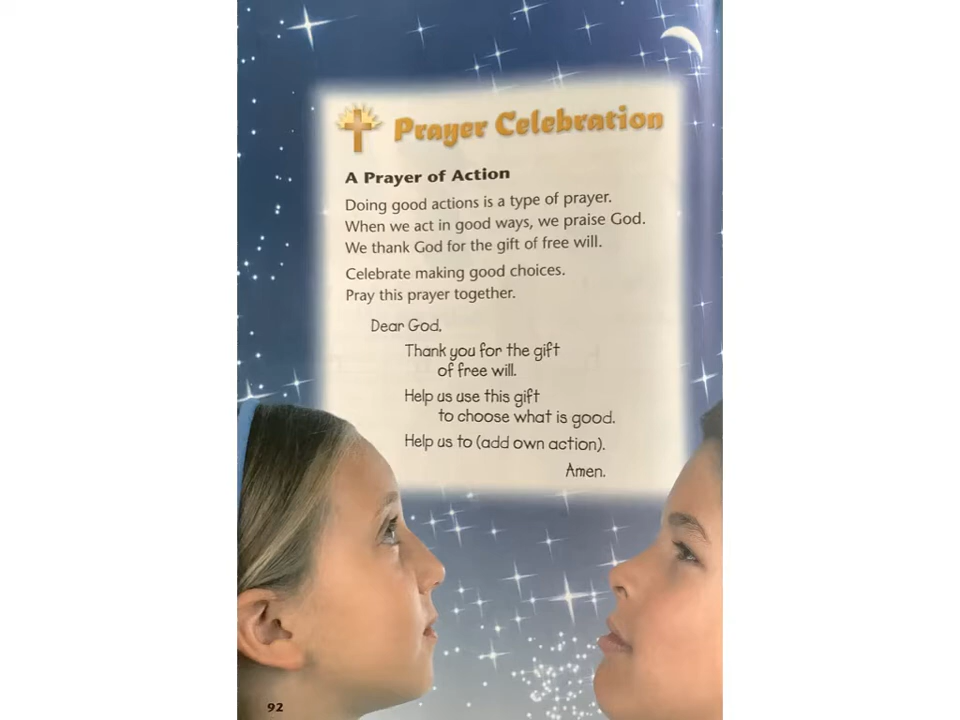 Prayer Celebration
A Prayer of Action
Doing good actions is a type of prayer.
When we act in good ways, we praise God.
We thank God for the gift of free will.
Celebrate making good choices.
Pray this prayer together.
Dear God,
Thank you for the gift
of free will.
Help us use this gift
to choose what is good.
Help us to (add own action).
Amen.
92